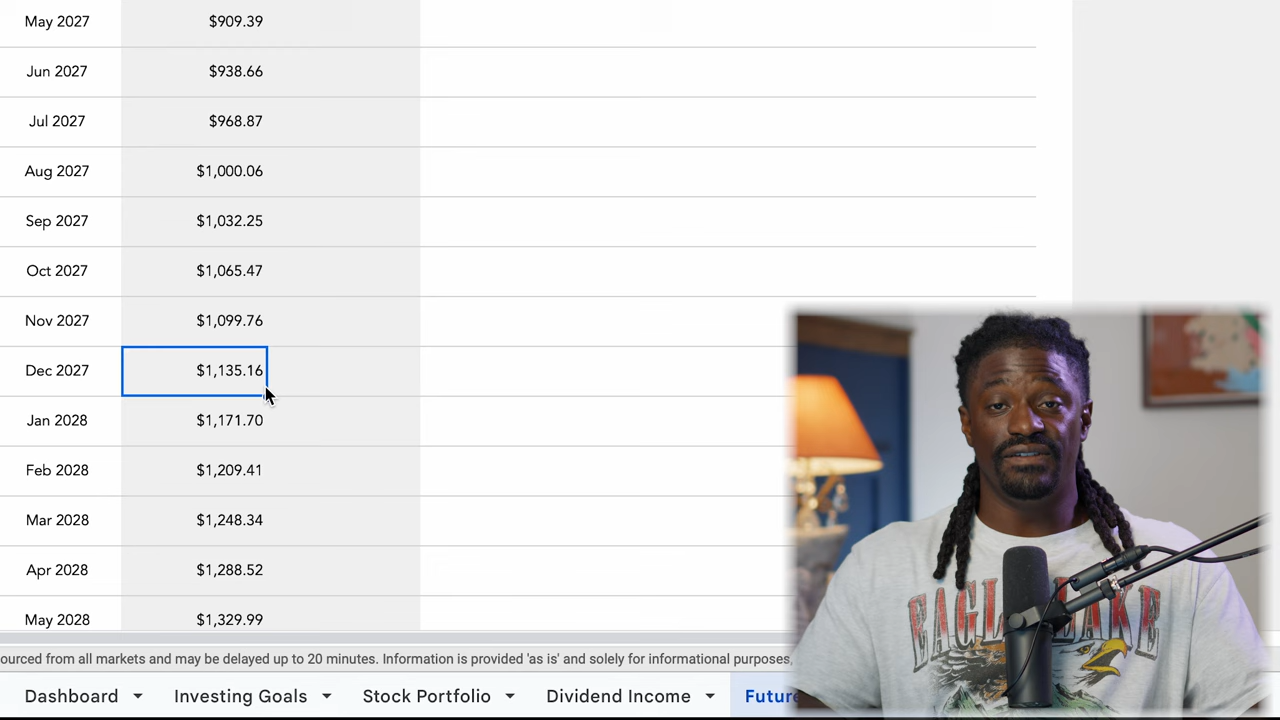 May 2027 $909.39
Jun 2027 $938.66
Jul 2027 $968.87
Aug 2027 $1,000.06
Sep 2027 $1,032.25
Oct 2027 $1,065.47
Nov 2027 $1,099.76
Dec 2027 $1,135.16
Jan 2028 $1,171.70
Feb 2028 $1,209.41
Mar 2028 $1,248.34
Apr 2028 $1,288.52
May 2028 $1,329.99
ourced from all markets and may be delayed up to 20 minutes. Information is provided 'as is' and solely for informational purposes,
Dashboard Investing Goals Stock Portfolio Dividend Income Future